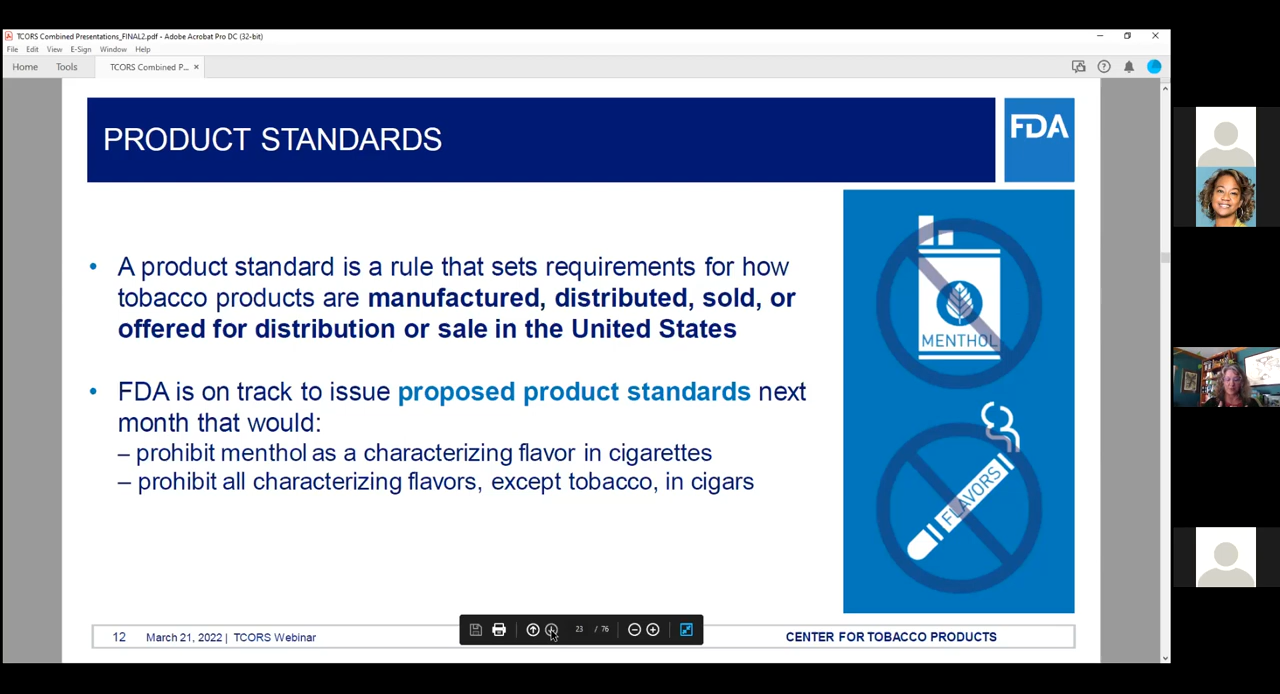 TCORS Combined Presentations_FINAL2.pdf - Adobe Acrobat Pro DC (32-bit)
File Edit View E-Sign Window Help
Home Tools TCORS Combined P... ×
PRODUCT STANDARDS
FDA
• A product standard is a rule that sets requirements for how
tobacco products are manufactured, distributed, sold, or
offered for distribution or sale in the United States
• FDA is on track to issue proposed product standards next
month that would:
– prohibit menthol as a characterizing flavor in cigarettes
– prohibit all characterizing flavors, except tobacco, in cigars
MENTHOL
FLAVORS
12 March 21, 2022 | TCORS Webinar
23 / 76
CENTER FOR TOBACCO PRODUCTS